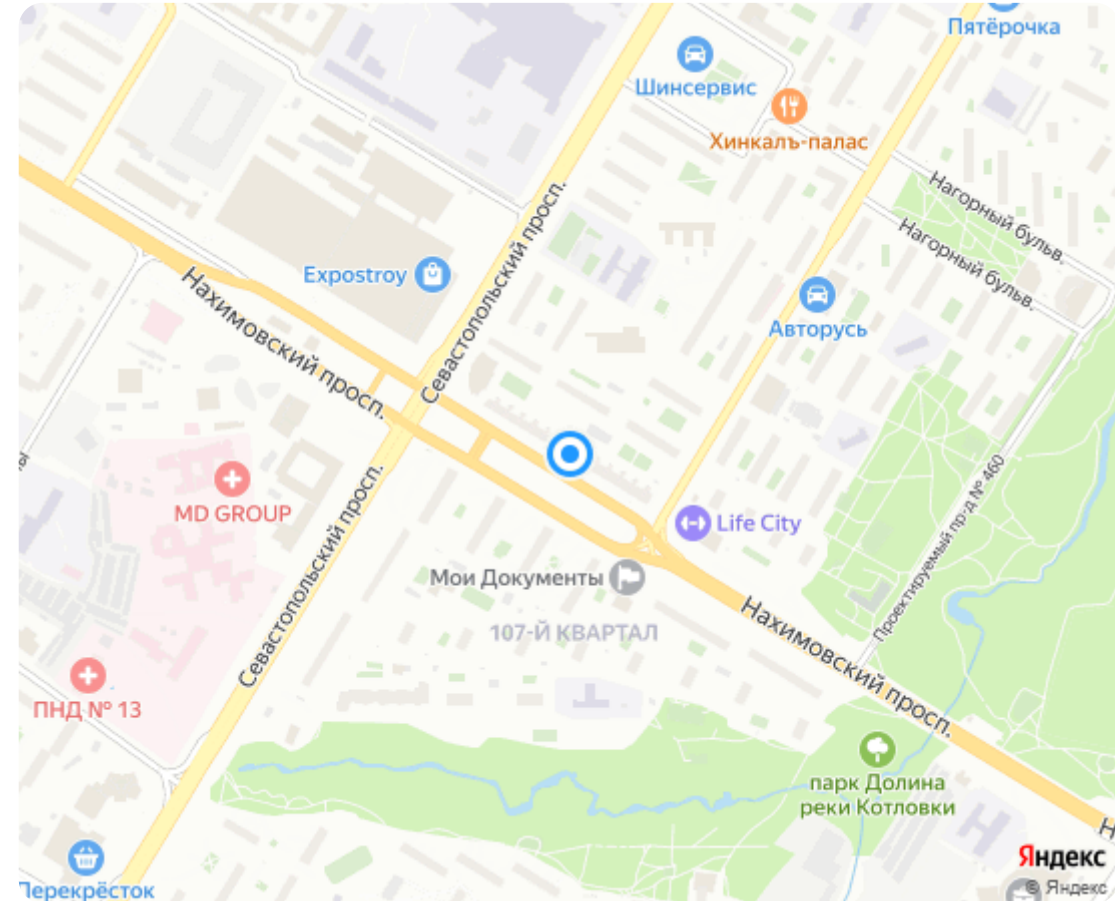 Пятёрочка
Шинсервис
Хинкалъ-палас
Нагорный бульв.
Нагорный бульв.
Севастопольский просп.
Expostroy
Нахимовский просп.
Авторусь
MD GROUP
Life City
Проектируемый пр-д № 460
Мои Документы
Севастопольский просп.
107-Й КВАРТАЛ
Нахимовский просп.
ПНД № 13
парк Долина
реки Котловки
Перекрёсток
Яндекс
© Яндекс